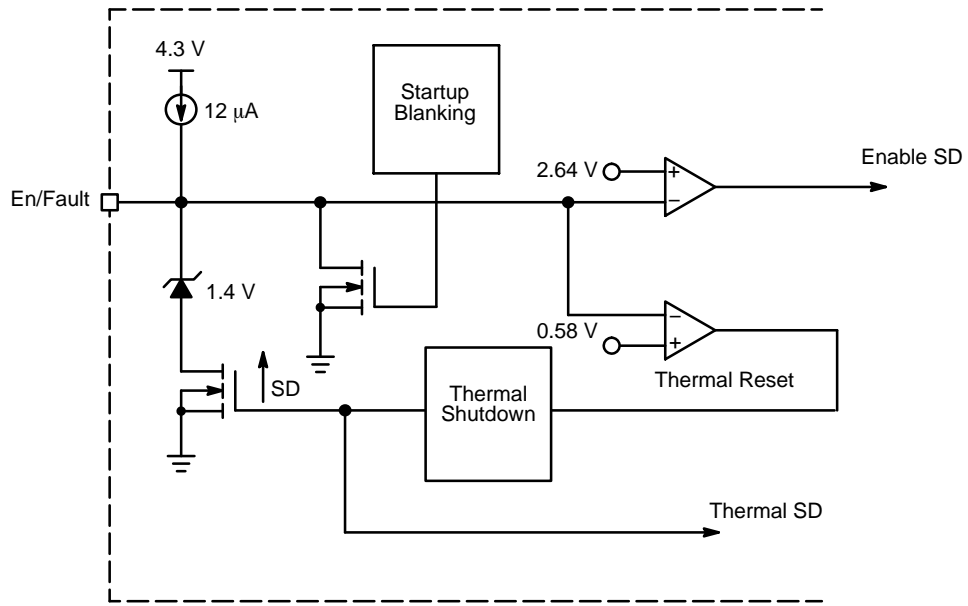 4.3 V
12 μA
Startup
Blanking
Enable SD
2.64 V
+
−
En/Fault
1.4 V
−
0.58 V
+
Thermal Reset
SD
Thermal
Shutdown
Thermal SD